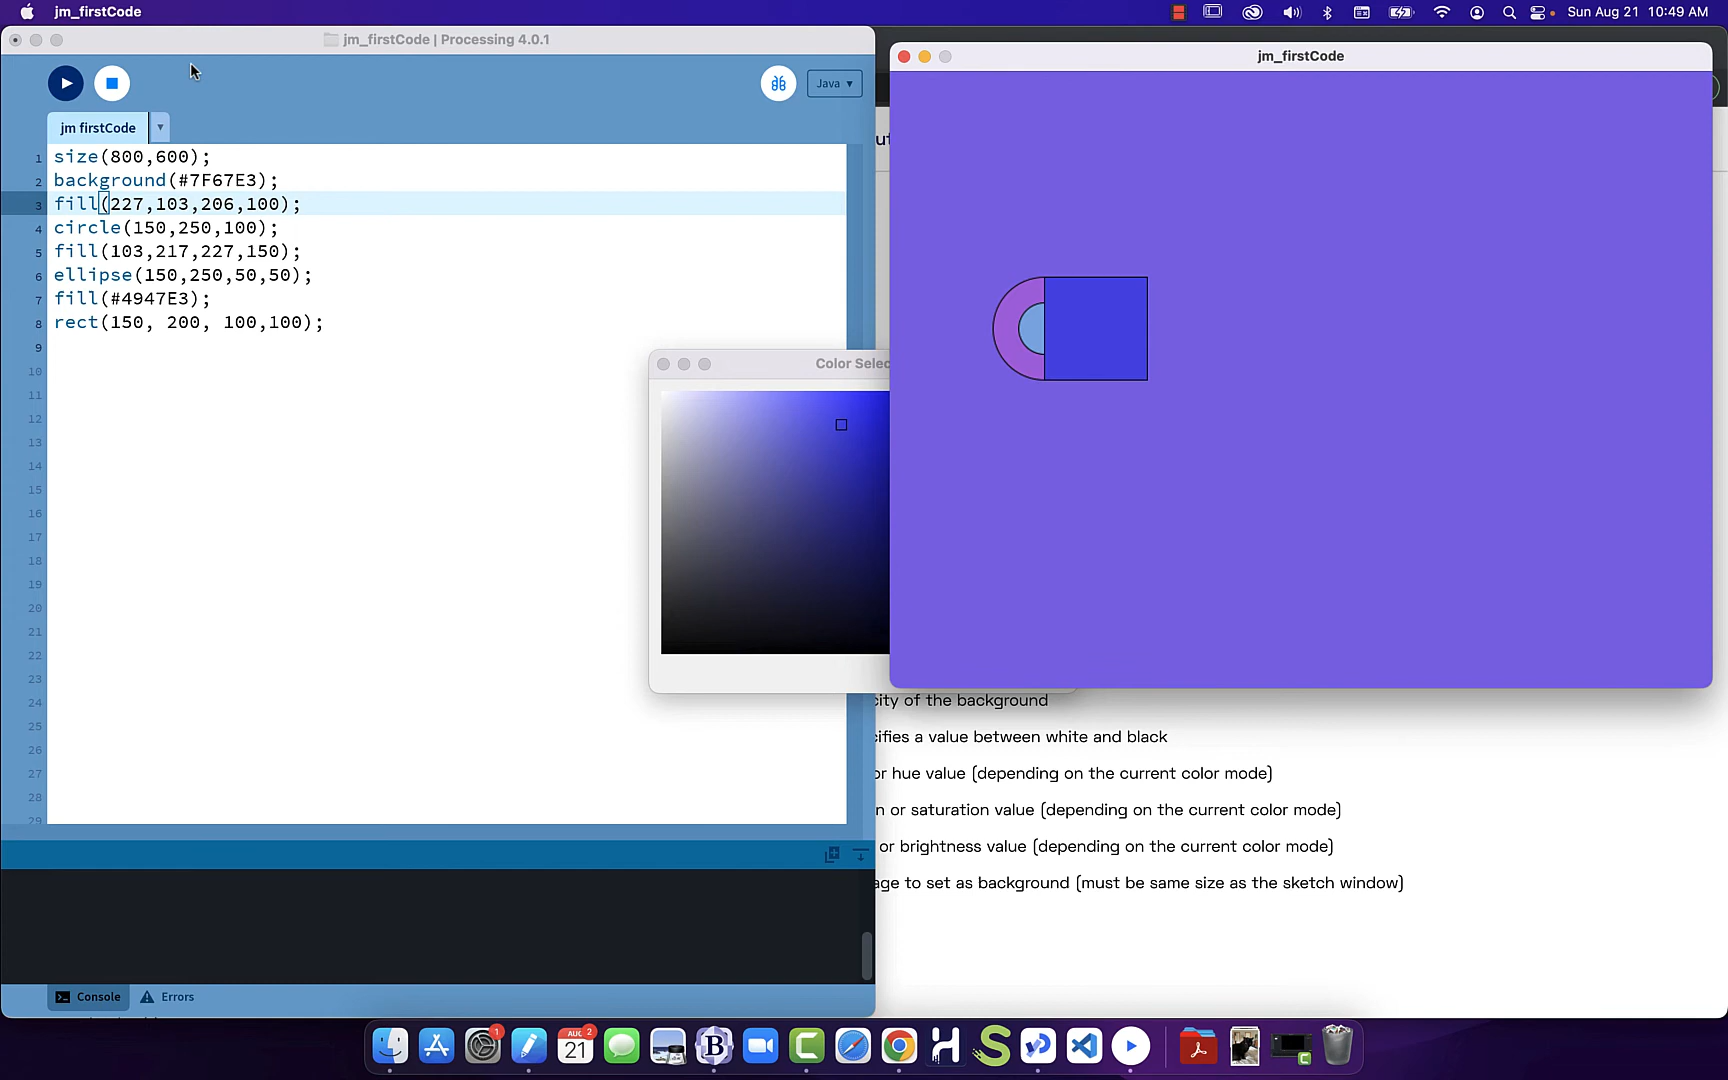 jm_firstCode
Sun Aug 21 10:49 AM
jm_firstCode | Processing 4.0.1
Java ▾
jm firstCode ▾
1 size(800,600);
2 background(#7F67E3);
3 fill(227,103,206,100);
4 circle(150,250,100);
5 fill(103,217,227,150);
6 ellipse(150,250,50,50);
7 fill(#4947E3);
8 rect(150, 200, 100,100);
9
10
11
12
13
14
15
16
17
18
19
20
21
22
23
24
25
26
27
28
29
Color Selec
jm_firstCode
city of the background
cifies a value between white and black
or hue value (depending on the current color mode)
n or saturation value (depending on the current color mode)
or brightness value (depending on the current color mode)
age to set as background (must be same size as the sketch window)
Console
Errors
1
AUG
2
21
B
H
S